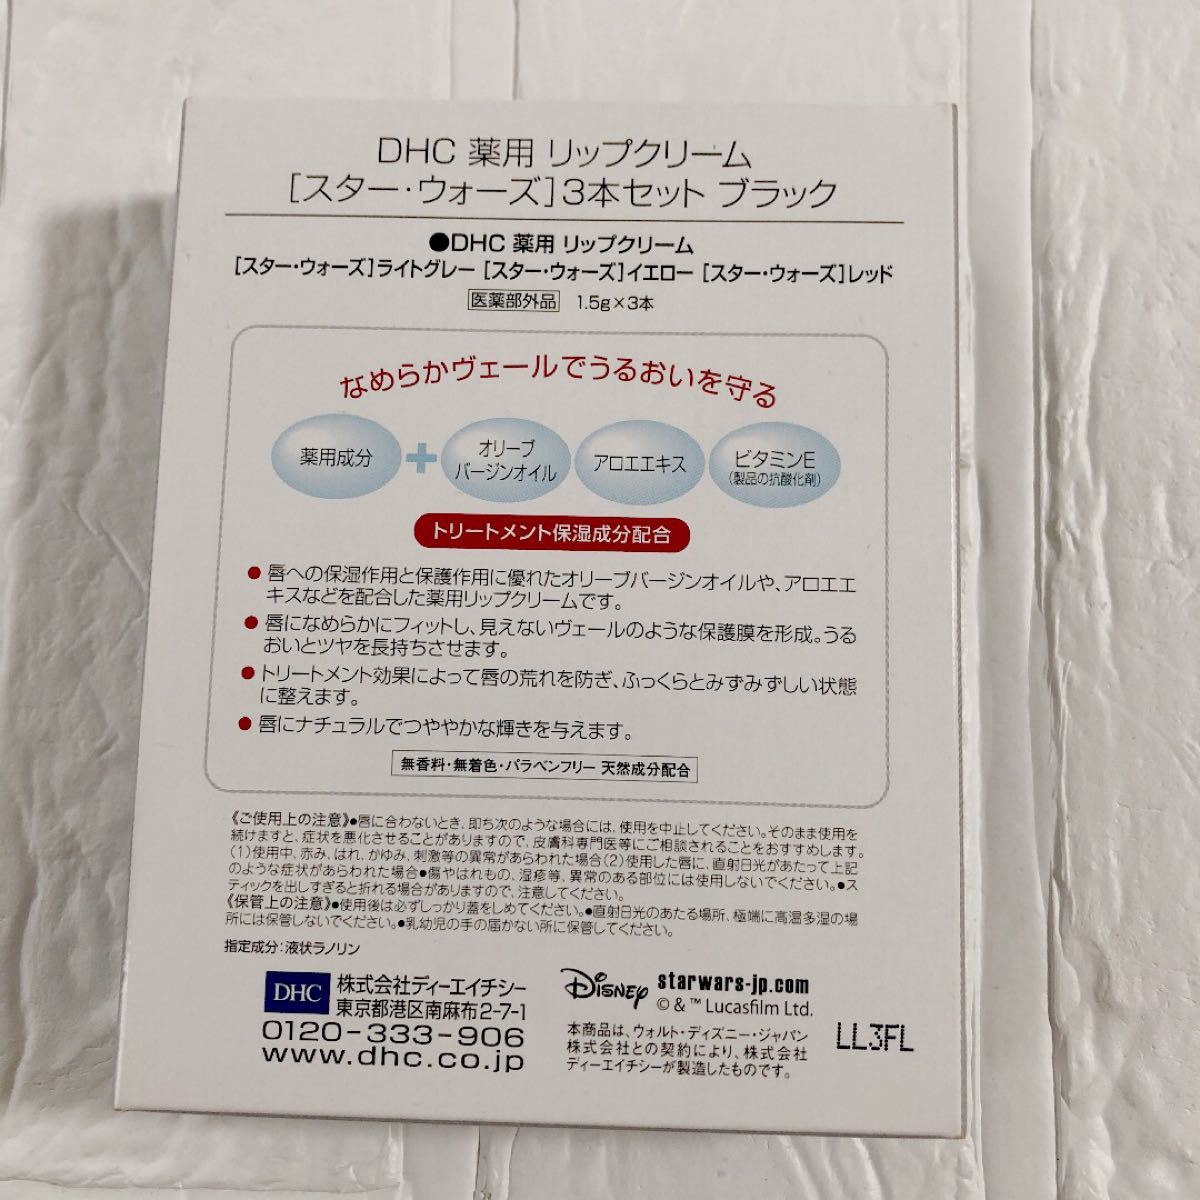 DHC 薬用 リップクリーム
[スター・ウォーズ]3本セット ブラック
●DHC 薬用 リップクリーム
[スター・ウォーズ]ライトグレー [スター・ウォーズ]イエロー [スター・ウォーズ]レッド
医薬部外品 1.5g×3本
なめらかヴェールでうるおいを守る
薬用成分 + オリーブ バージンオイル アロエエキス ビタミンE (製品の抗酸化剤)
トリートメント保湿成分配合
● 唇への保湿作用と保護作用に優れたオリーブバージンオイルや、アロエエ
キスなどを配合した薬用リップクリームです。
● 唇になめらかにフィットし、見えないヴェールのような保護膜を形成。うる
おいとツヤを長持ちさせます。
● トリートメント効果によって唇の荒れを防ぎ、ふっくらとみずみずしい状態
に整えます。
● 唇にナチュラルでつややかな輝きを与えます。
無香料・無着色・パラベンフリー 天然成分配合
《ご使用上の注意》●唇に合わないとき、即ち次のような場合には、使用を中止してください。そのまま使用を
続けますと、症状を悪化させることがありますので、皮膚科専門医等にご相談されることをおすすめします。
(1)使用中、赤み、はれ、かゆみ、刺激等の異常があらわれた場合(2)使用した唇に、直射日光があたって上記
のような症状があらわれた場合●傷やはれもの、湿疹等、異常のある部位には使用しないでください。●ス
ティックを出しすぎると折れる場合がありますので、注意してください。
《保管上の注意》●使用後は必ずしっかり蓋をしめてください。●直射日光のあたる場所、極端に高温多湿の場
所には保管しないでください。●乳幼児の手の届かない所に保管してください。
指定成分：液状ラノリン
DHC 株式会社ディーエイチシー
東京都港区南麻布2-7-1
0120-333-906
www.dhc.co.jp
Disney starwars-jp.com
© & ™ Lucasfilm Ltd.
本商品は、ウォルト・ディズニー・ジャパン
株式会社との契約により、株式会社
ディーエイチシーが製造したものです。
LL3FL